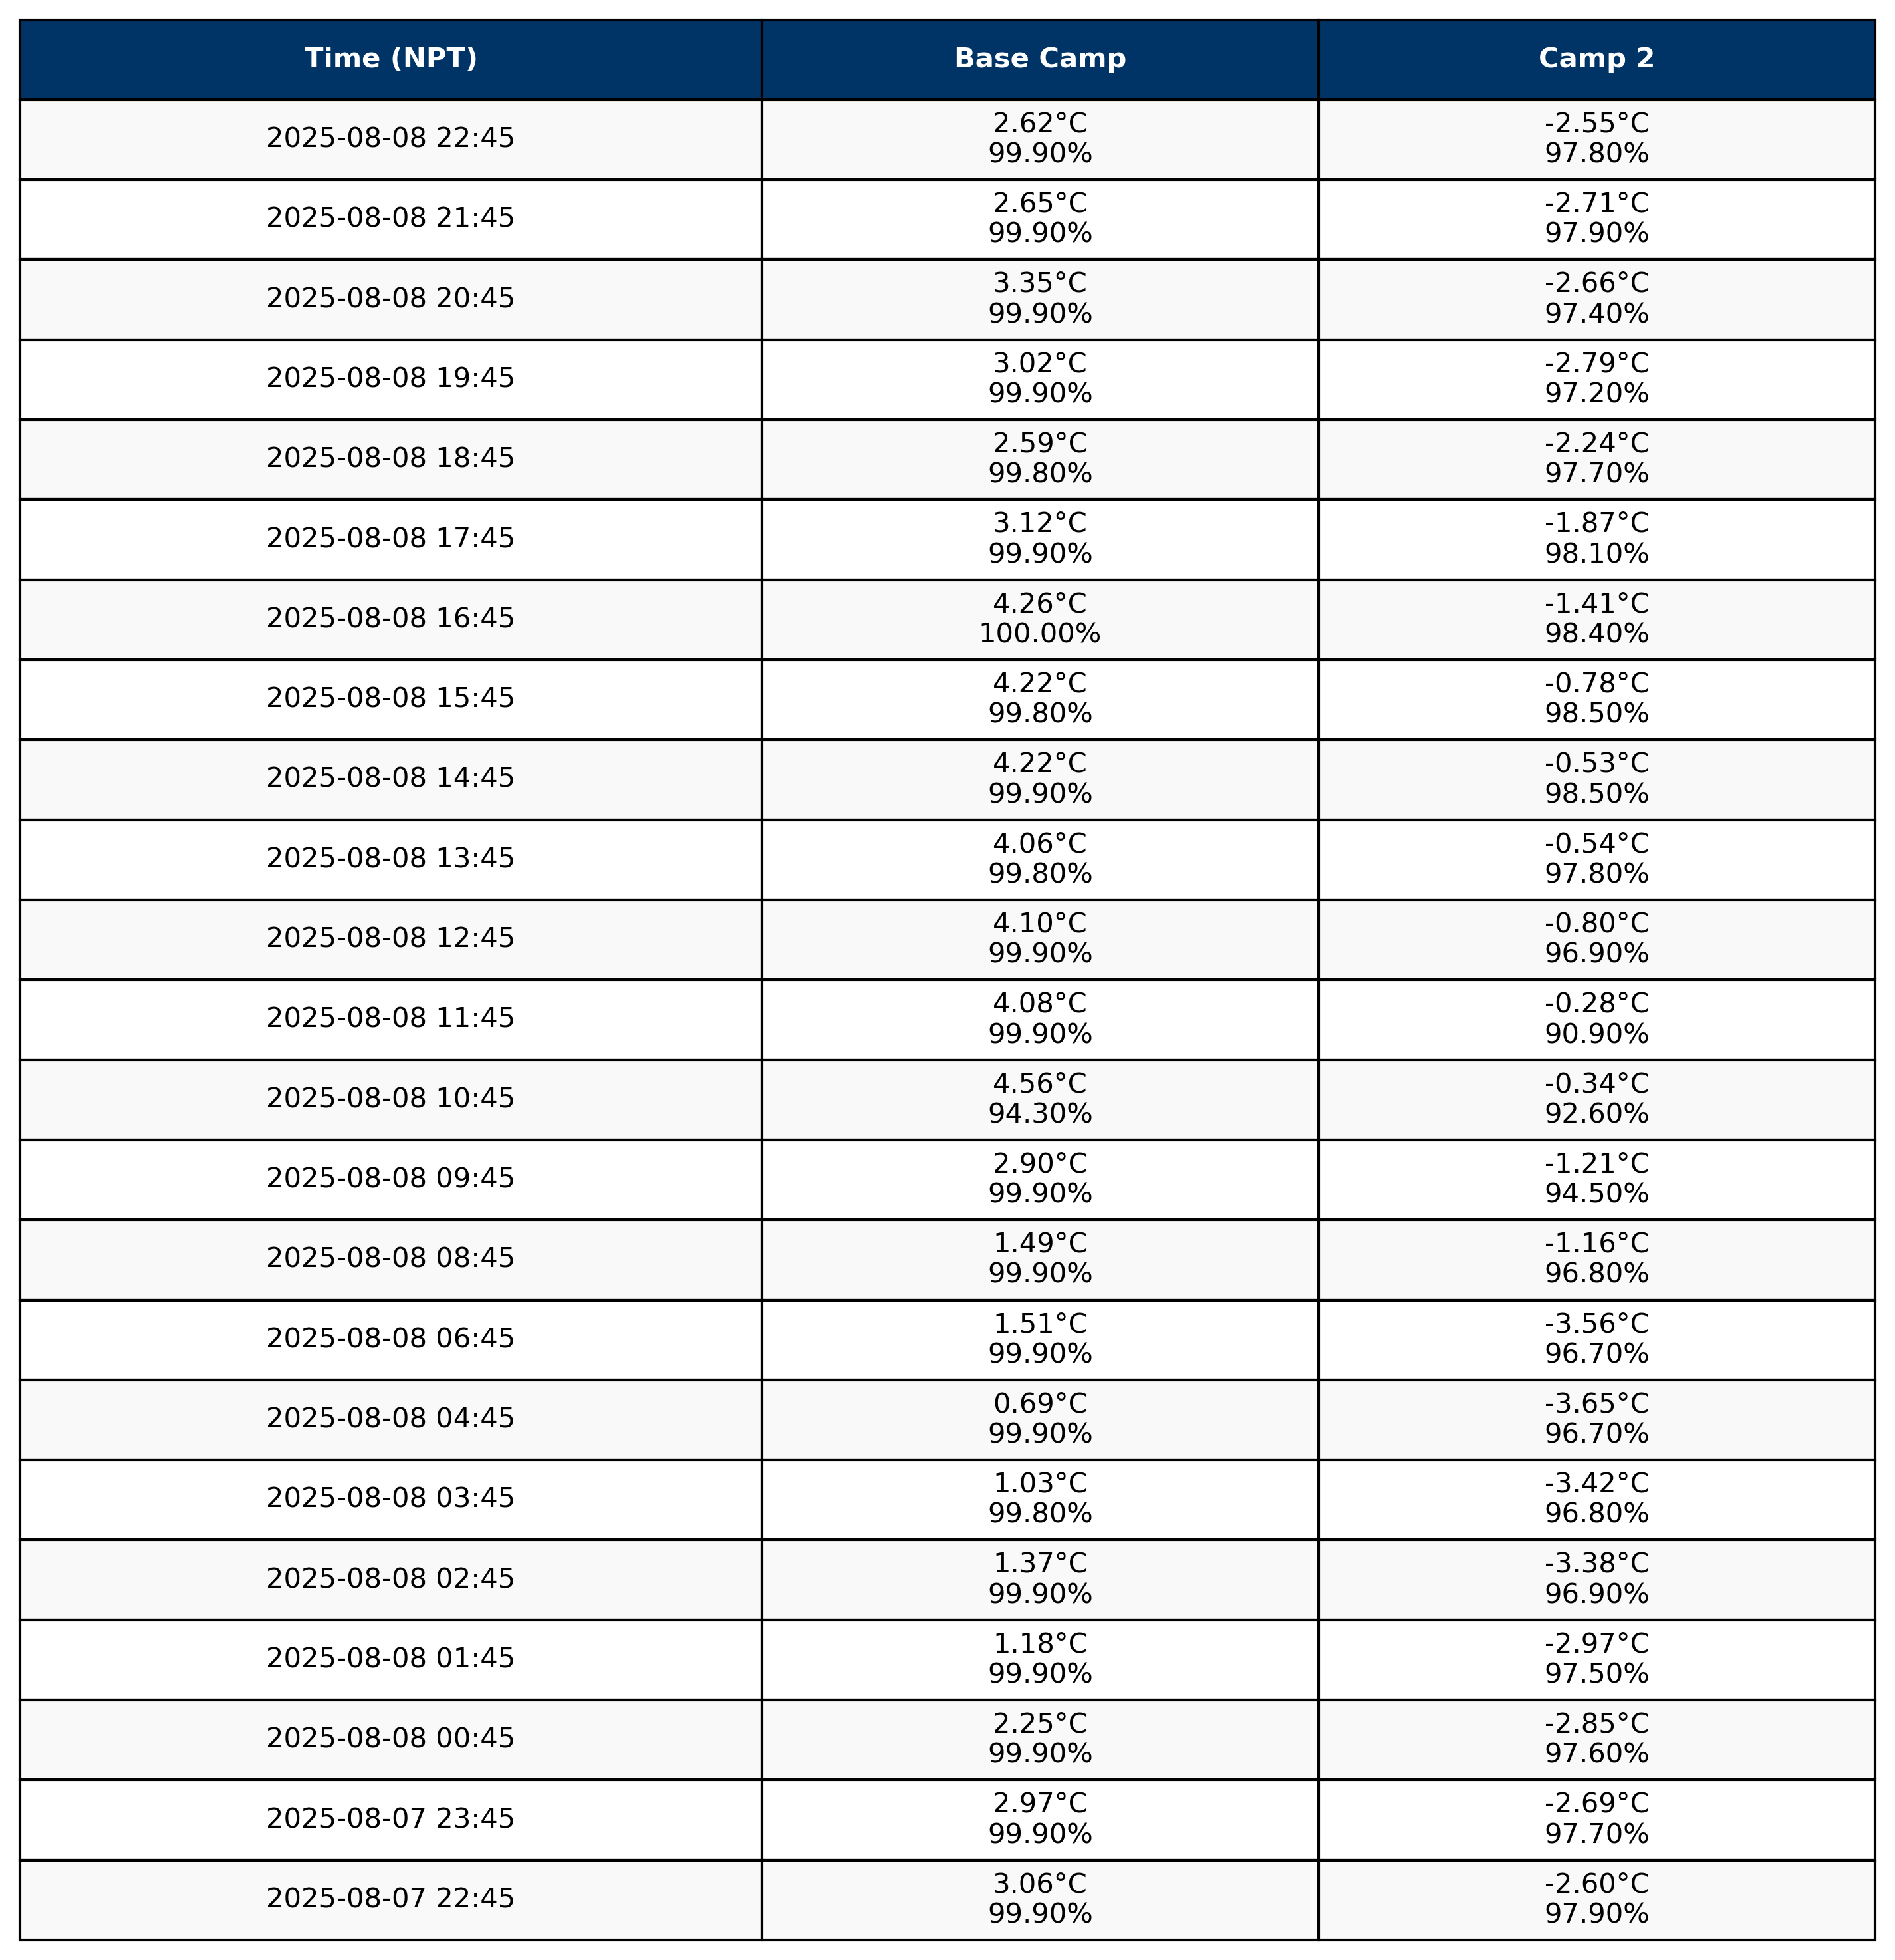 Time (NPT) Base Camp Camp 2
2025-08-08 22:45 2.62°C 99.90% -2.55°C 97.80%
2025-08-08 21:45 2.65°C 99.90% -2.71°C 97.90%
2025-08-08 20:45 3.35°C 99.90% -2.66°C 97.40%
2025-08-08 19:45 3.02°C 99.90% -2.79°C 97.20%
2025-08-08 18:45 2.59°C 99.80% -2.24°C 97.70%
2025-08-08 17:45 3.12°C 99.90% -1.87°C 98.10%
2025-08-08 16:45 4.26°C 100.00% -1.41°C 98.40%
2025-08-08 15:45 4.22°C 99.80% -0.78°C 98.50%
2025-08-08 14:45 4.22°C 99.90% -0.53°C 98.50%
2025-08-08 13:45 4.06°C 99.80% -0.54°C 97.80%
2025-08-08 12:45 4.10°C 99.90% -0.80°C 96.90%
2025-08-08 11:45 4.08°C 99.90% -0.28°C 90.90%
2025-08-08 10:45 4.56°C 94.30% -0.34°C 92.60%
2025-08-08 09:45 2.90°C 99.90% -1.21°C 94.50%
2025-08-08 08:45 1.49°C 99.90% -1.16°C 96.80%
2025-08-08 06:45 1.51°C 99.90% -3.56°C 96.70%
2025-08-08 04:45 0.69°C 99.90% -3.65°C 96.70%
2025-08-08 03:45 1.03°C 99.80% -3.42°C 96.80%
2025-08-08 02:45 1.37°C 99.90% -3.38°C 96.90%
2025-08-08 01:45 1.18°C 99.90% -2.97°C 97.50%
2025-08-08 00:45 2.25°C 99.90% -2.85°C 97.60%
2025-08-07 23:45 2.97°C 99.90% -2.69°C 97.70%
2025-08-07 22:45 3.06°C 99.90% -2.60°C 97.90%